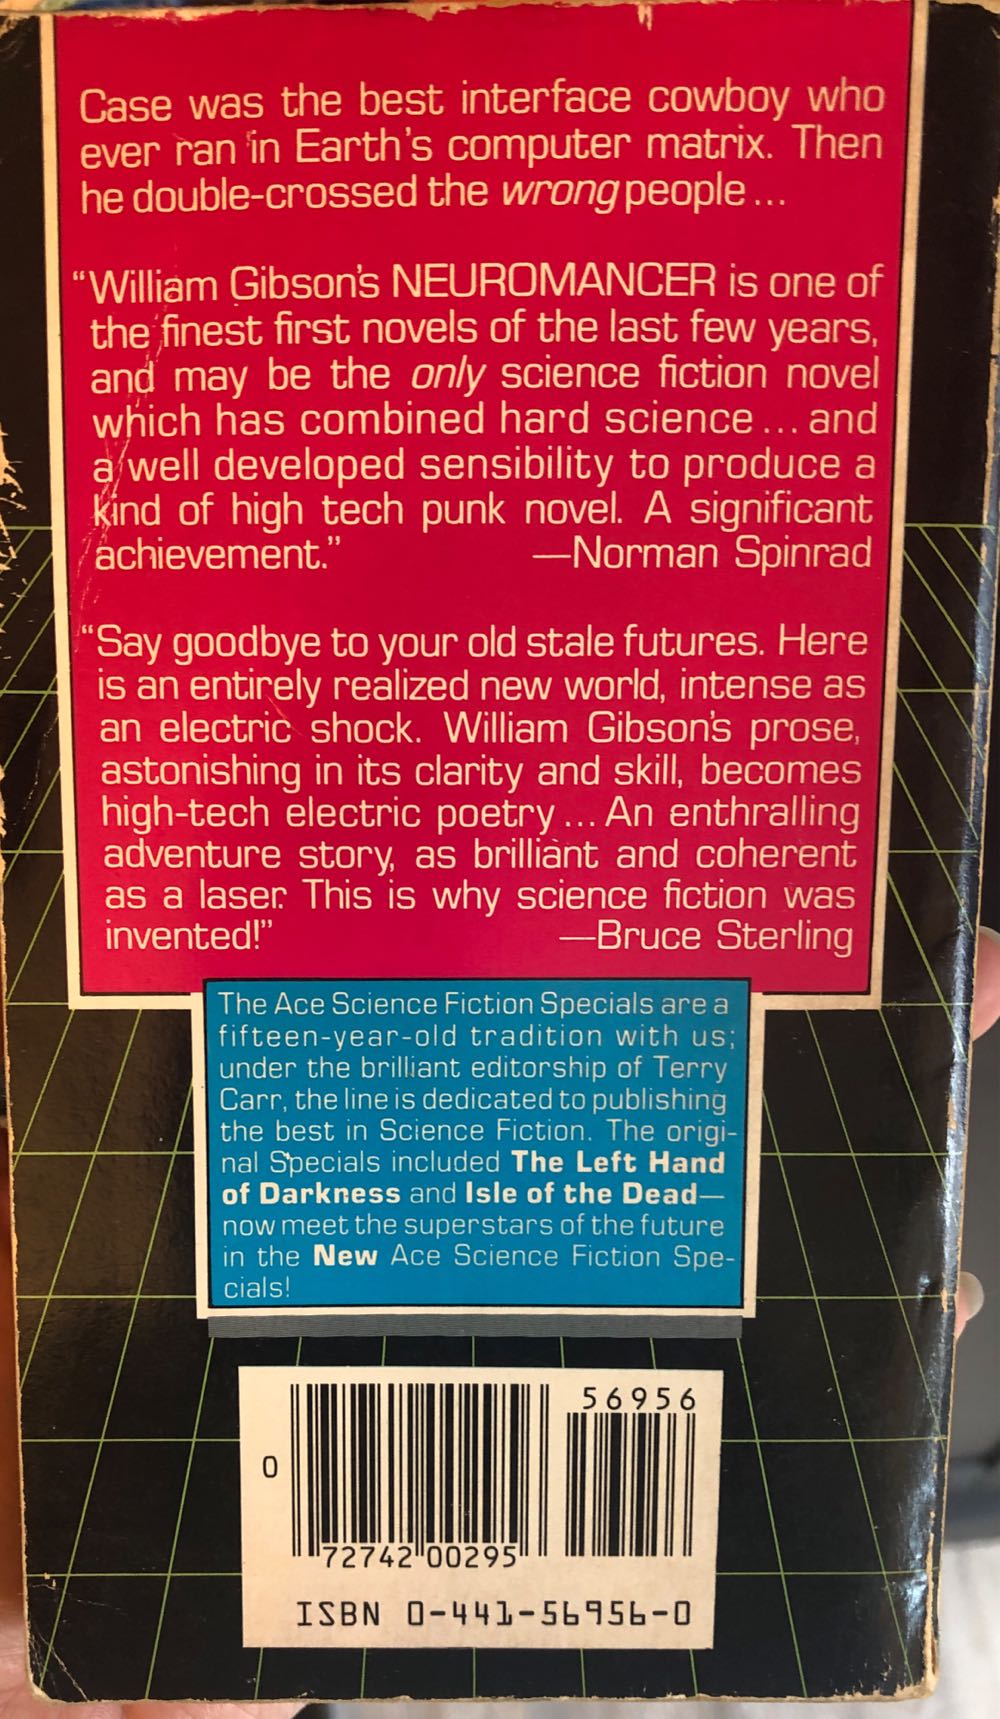 Case was the best interface cowboy who
ever ran in Earth's computer matrix. Then
he double-crossed the wrong people...
"William Gibson's NEUROMANCER is one of
the finest first novels of the last few years,
and may be the only science fiction novel
which has combined hard science...and
a well developed sensibility to produce a
kind of high tech punk novel. A significant
achievement." —Norman Spinrad
"Say goodbye to your old stale futures. Here
is an entirely realized new world, intense as
an electric shock. William Gibson's prose,
astonishing in its clarity and skill, becomes
high-tech electric poetry...An enthralling
adventure story, as brilliant and coherent
as a laser. This is why science fiction was
invented!" —Bruce Sterling
The Ace Science Fiction Specials are a
fifteen-year-old tradition with us;
under the brilliant editorship of Terry
Carr, the line is dedicated to publishing
the best in Science Fiction. The origi-
nal Specials included The Left Hand
of Darkness and Isle of the Dead—
now meet the superstars of the future
in the New Ace Science Fiction Spe-
cials!
56956
0
72742 00295
ISBN 0-441-56956-0